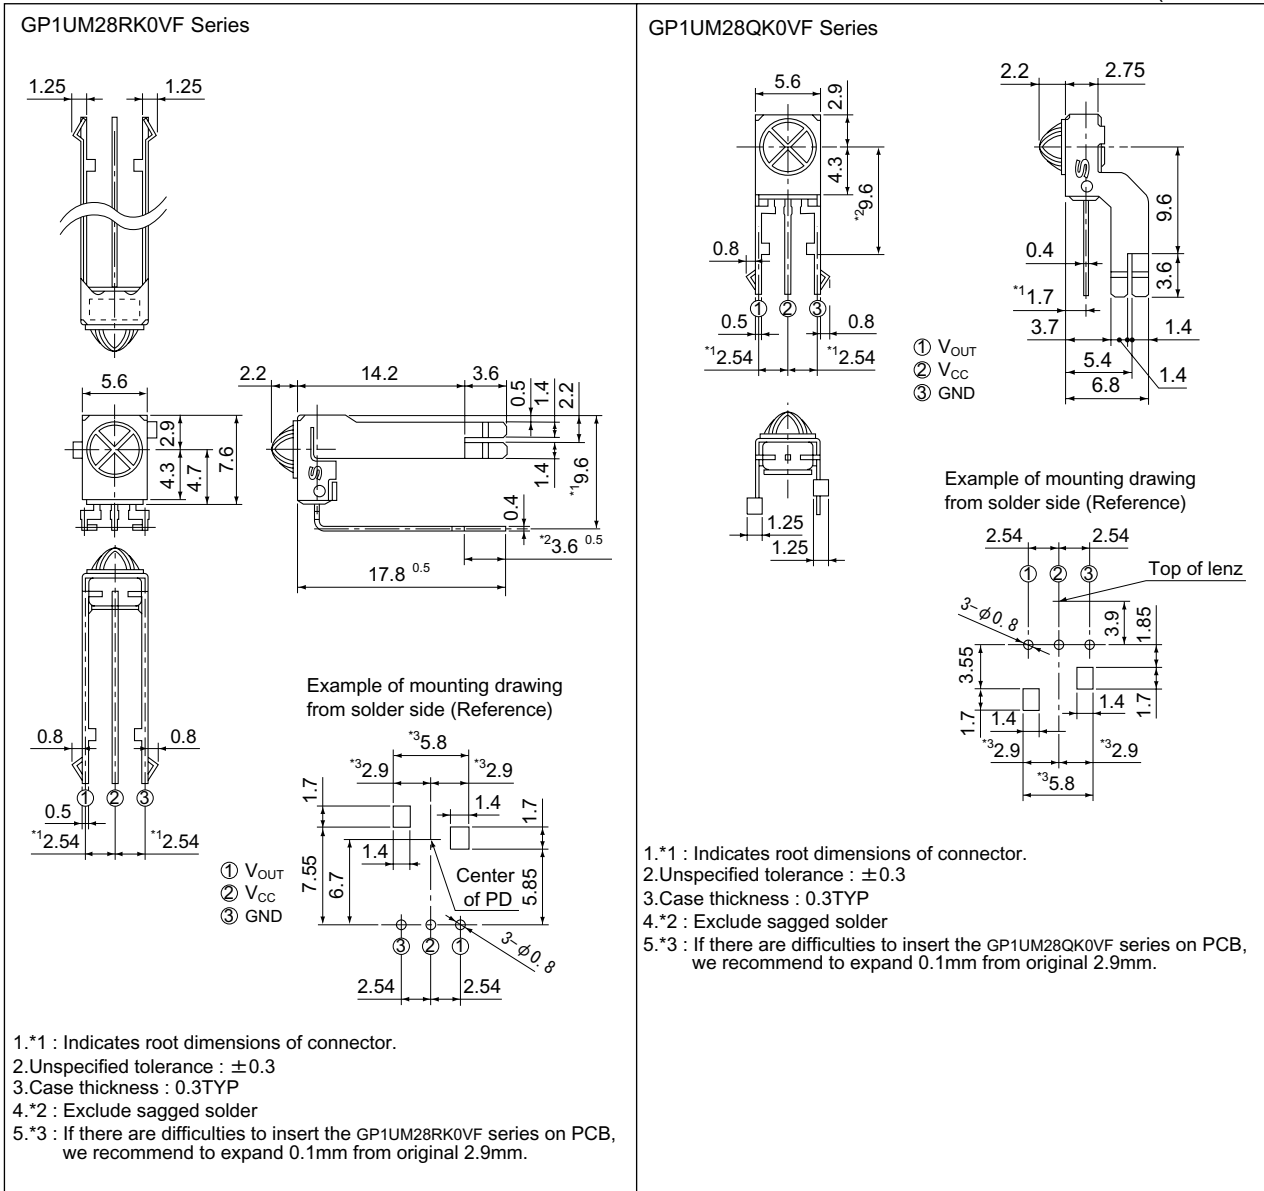 GP1UM28RK0VF Series
1.25 1.25
5.6
2.9
4.3
4.7
7.6
2.2 14.2 3.6
0.5
1.4
2.2
1.4
*19.6
0.4
*23.6 0.5
17.8 0.5
0.8 0.8
① ② ③
0.5
*12.54 *12.54
① VOUT
② VCC
③ GND
Example of mounting drawing
from solder side (Reference)
*35.8
*32.9 *32.9
1.7
1.4
1.7
1.4
7.55
6.7
Center
of PD
5.85
③ ② ①
3-φ0.8
2.54 2.54
1.*1 : Indicates root dimensions of connector.
2.Unspecified tolerance : ±0.3
3.Case thickness : 0.3TYP
4.*2 : Exclude sagged solder
5.*3 : If there are difficulties to insert the GP1UM28RK0VF series on PCB,
we recommend to expand 0.1mm from original 2.9mm.
GP1UM28QK0VF Series
5.6
2.9
4.3
*29.6
0.8
① ② ③
0.5 0.8
*12.54 *12.54
2.2 2.75
9.6
3.6
0.4
*11.7
3.7 1.4
5.4
1.4
6.8
① VOUT
② VCC
③ GND
1.25
1.25
Example of mounting drawing
from solder side (Reference)
2.54 2.54
① ② ③
Top of lenz
3-φ0.8
3.9
1.85
3.55
1.7
1.4
1.4
1.7
*32.9 *32.9
*35.8
1.*1 : Indicates root dimensions of connector.
2.Unspecified tolerance : ±0.3
3.Case thickness : 0.3TYP
4.*2 : Exclude sagged solder
5.*3 : If there are difficulties to insert the GP1UM28QK0VF series on PCB,
we recommend to expand 0.1mm from original 2.9mm.